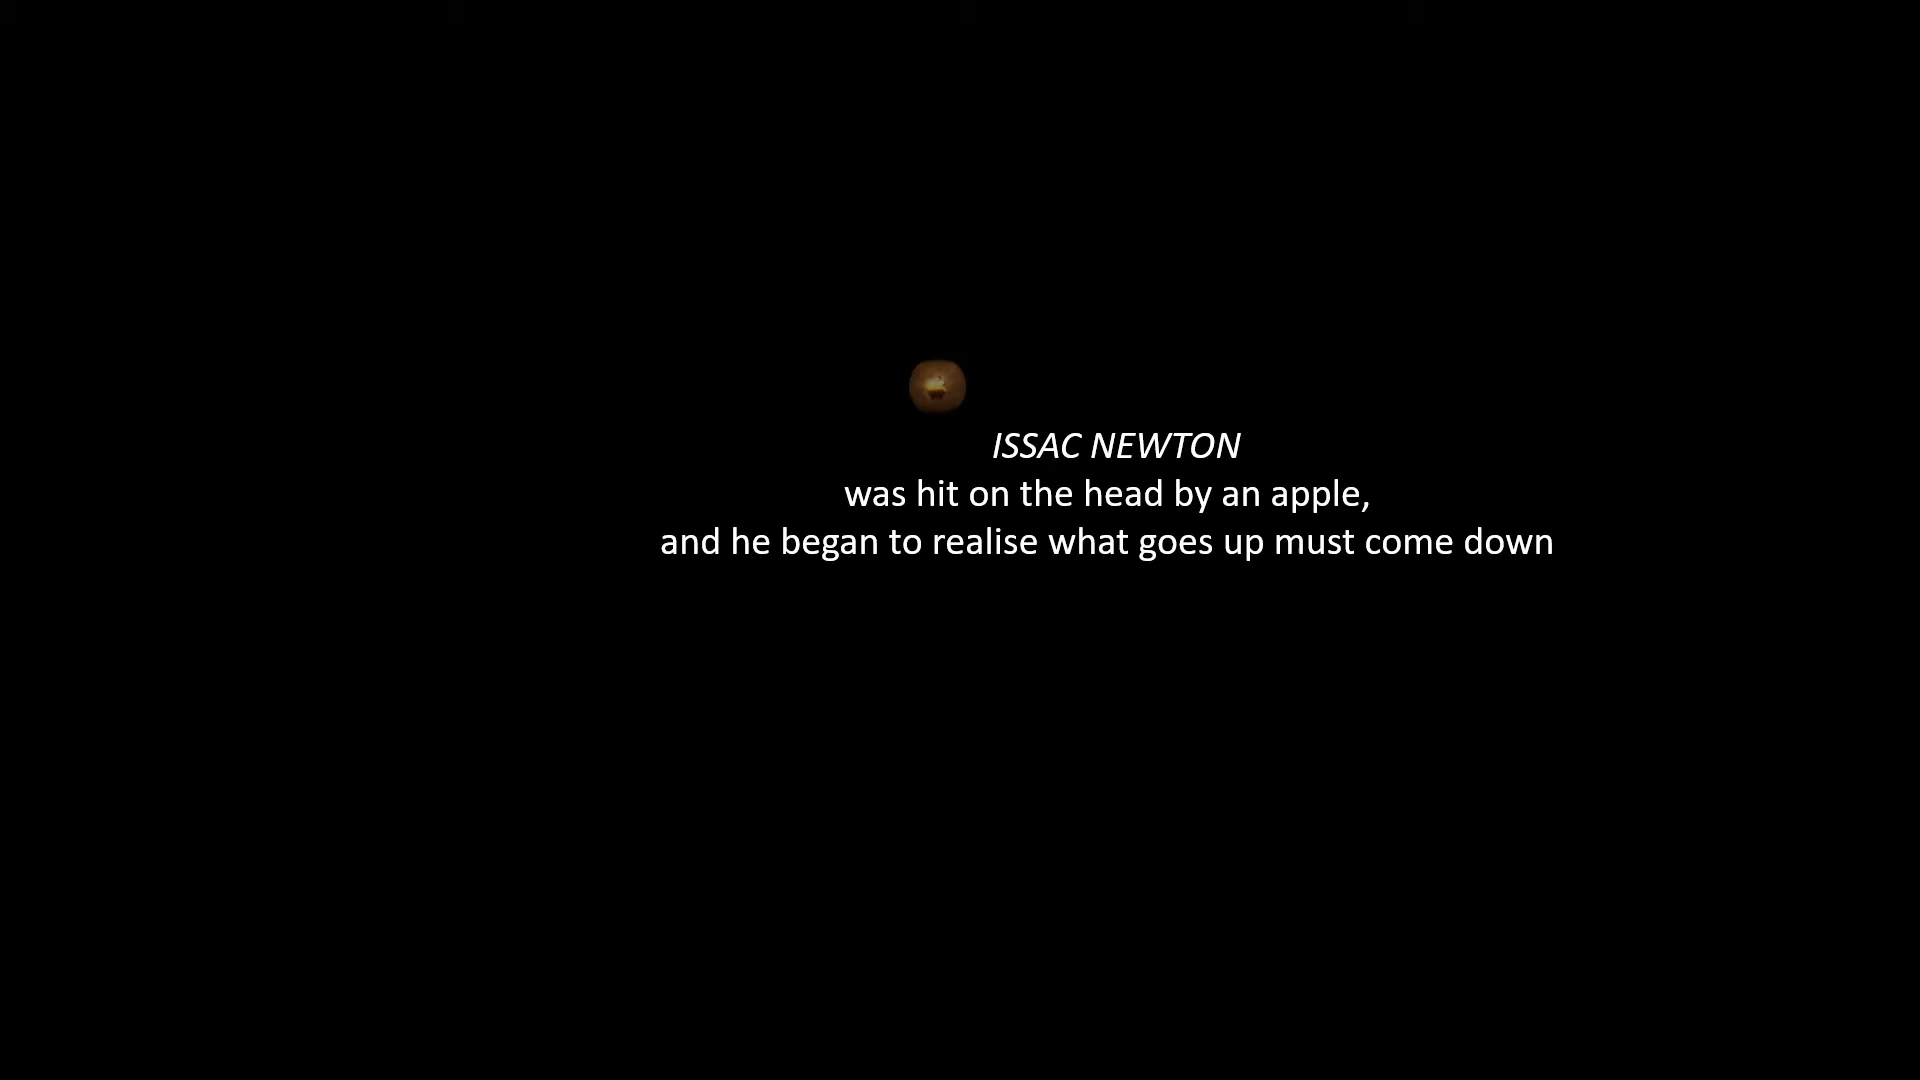 ISSAC NEWTON
was hit on the head by an apple,
and he began to realise what goes up must come down